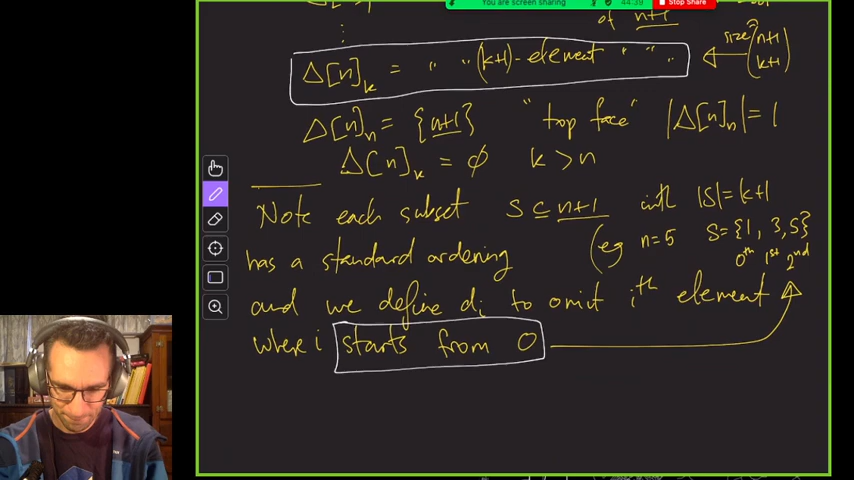 You are screen sharing 44:39 Stop Share
of n+1
⋮
Δ[n]ₖ = " " (k+1)-element " " " size? (n+1 k+1)
Δ[n]ₙ = {n+1} "top face" |Δ[n]ₙ| = 1
Δ[n]ₖ = ∅ k > n
Note each subset S ⊆ n+1 with |S| = k+1
(eg n=5 S = {1, 3, 5}
0th 1st 2nd
has a standard ordering
and we define dᵢ to omit iᵗʰ element
where i starts from 0